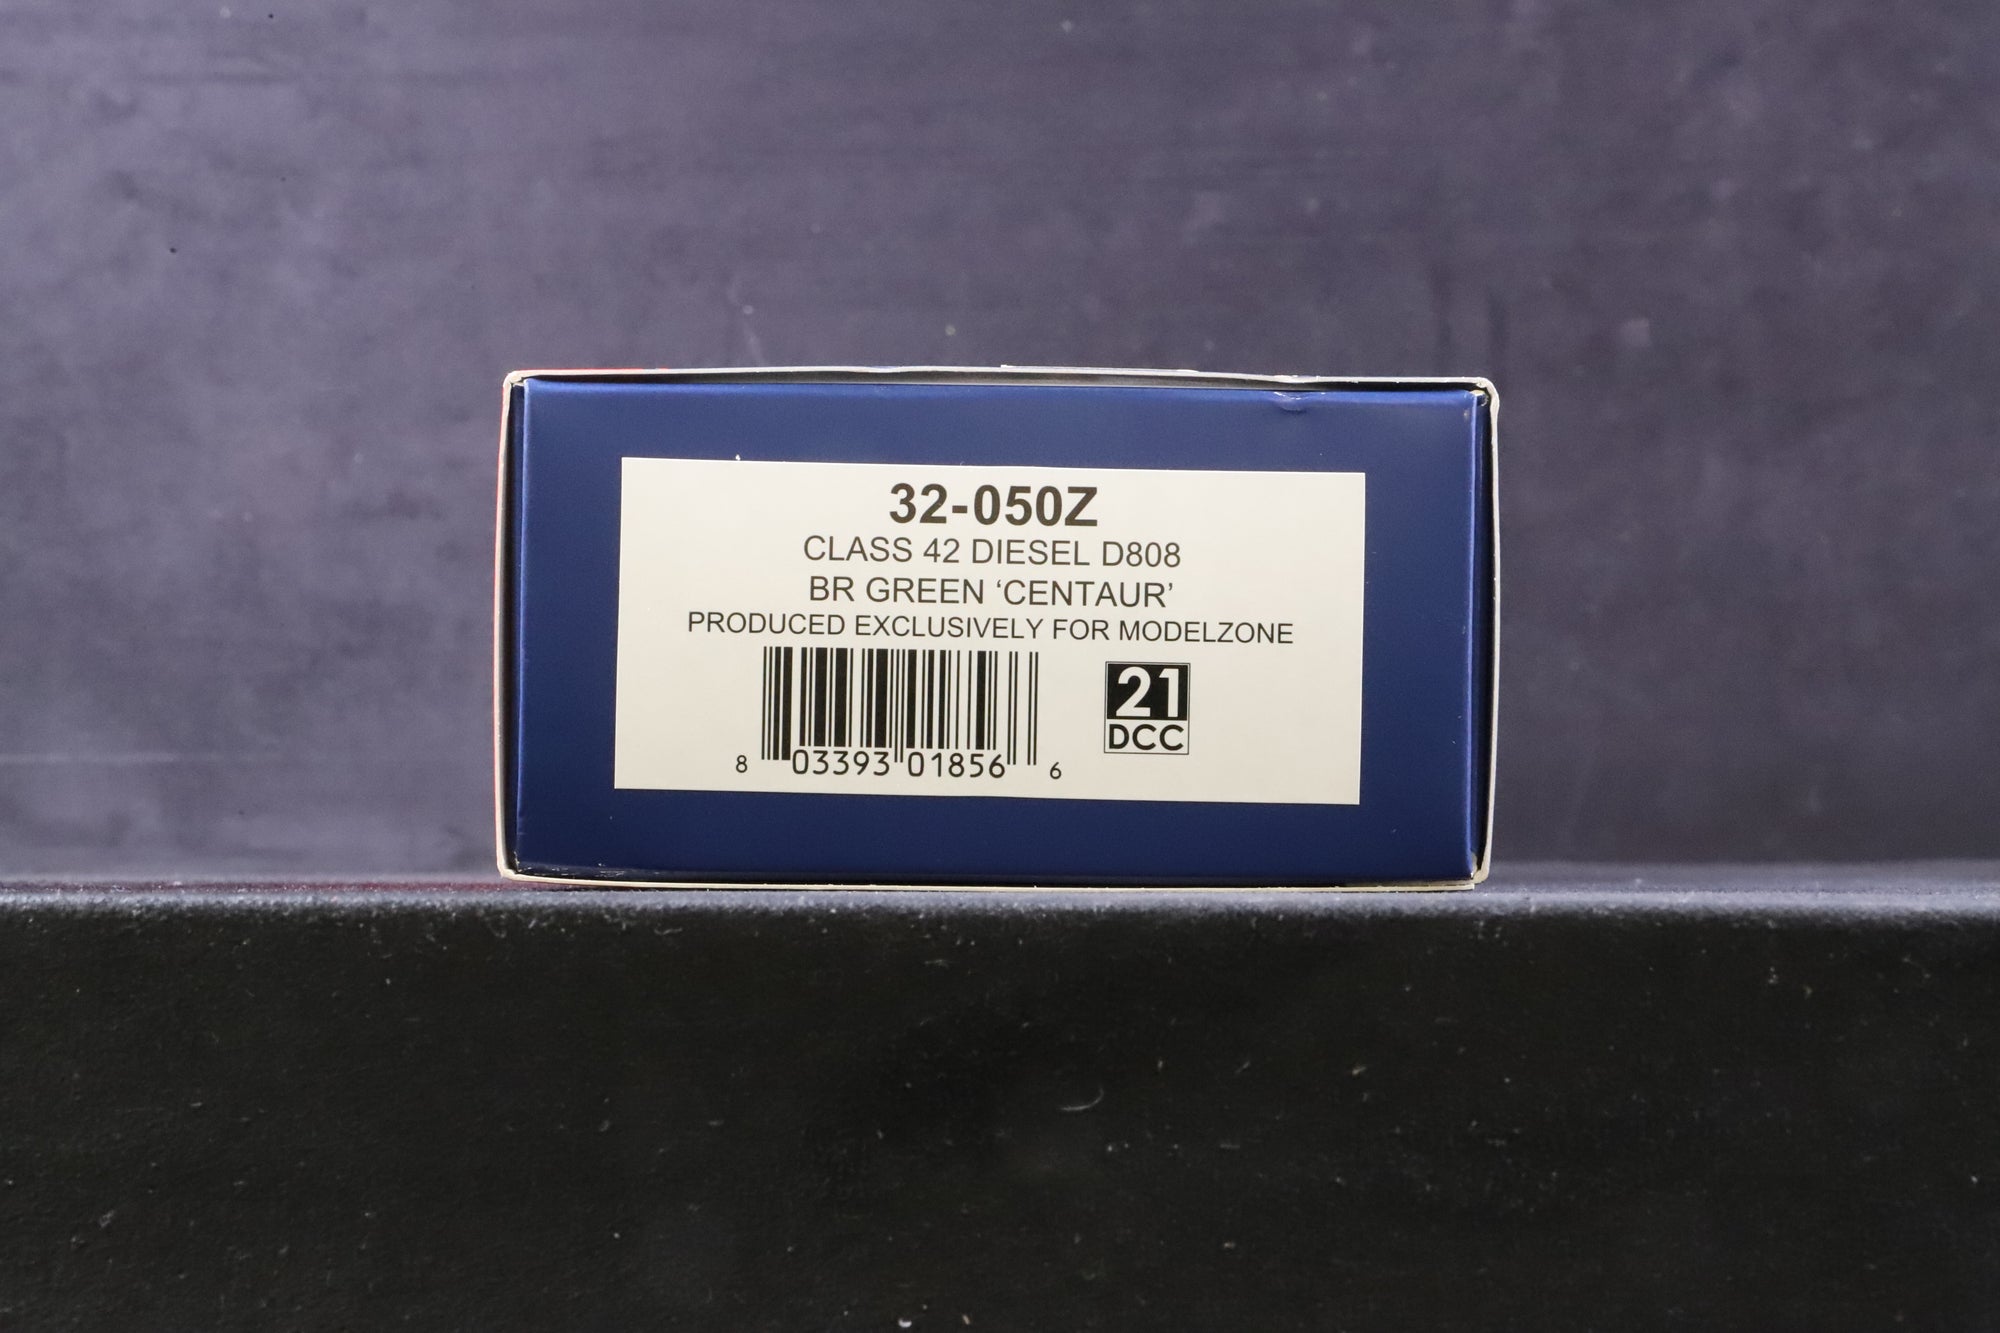 32-050Z
CLASS 42 DIESEL D808
BR GREEN ‘CENTAUR’
PRODUCED EXCLUSIVELY FOR MODELZONE
21
DCC
8 03393 01856 6